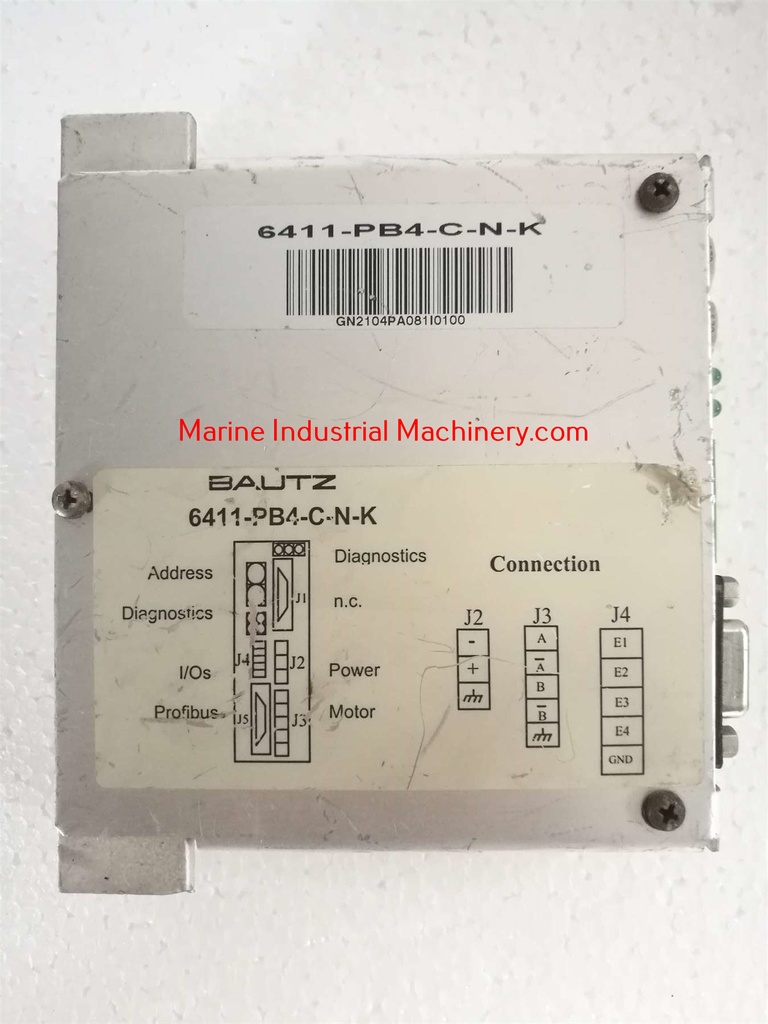 6411-PB4-C-N-K
GN2104PA081I0100
Marine Industrial Machinery.com
BAUTZ
6411-PB4-C-N-K
Diagnostics
Connection
Address
J1
n.c.
Diagnostics
J2 J3 J4
- A E1
+ A̅ E2
B E3
B̅ E4
GND
J4 J2
I/Os
Power
Profibus
J5 J3
Motor